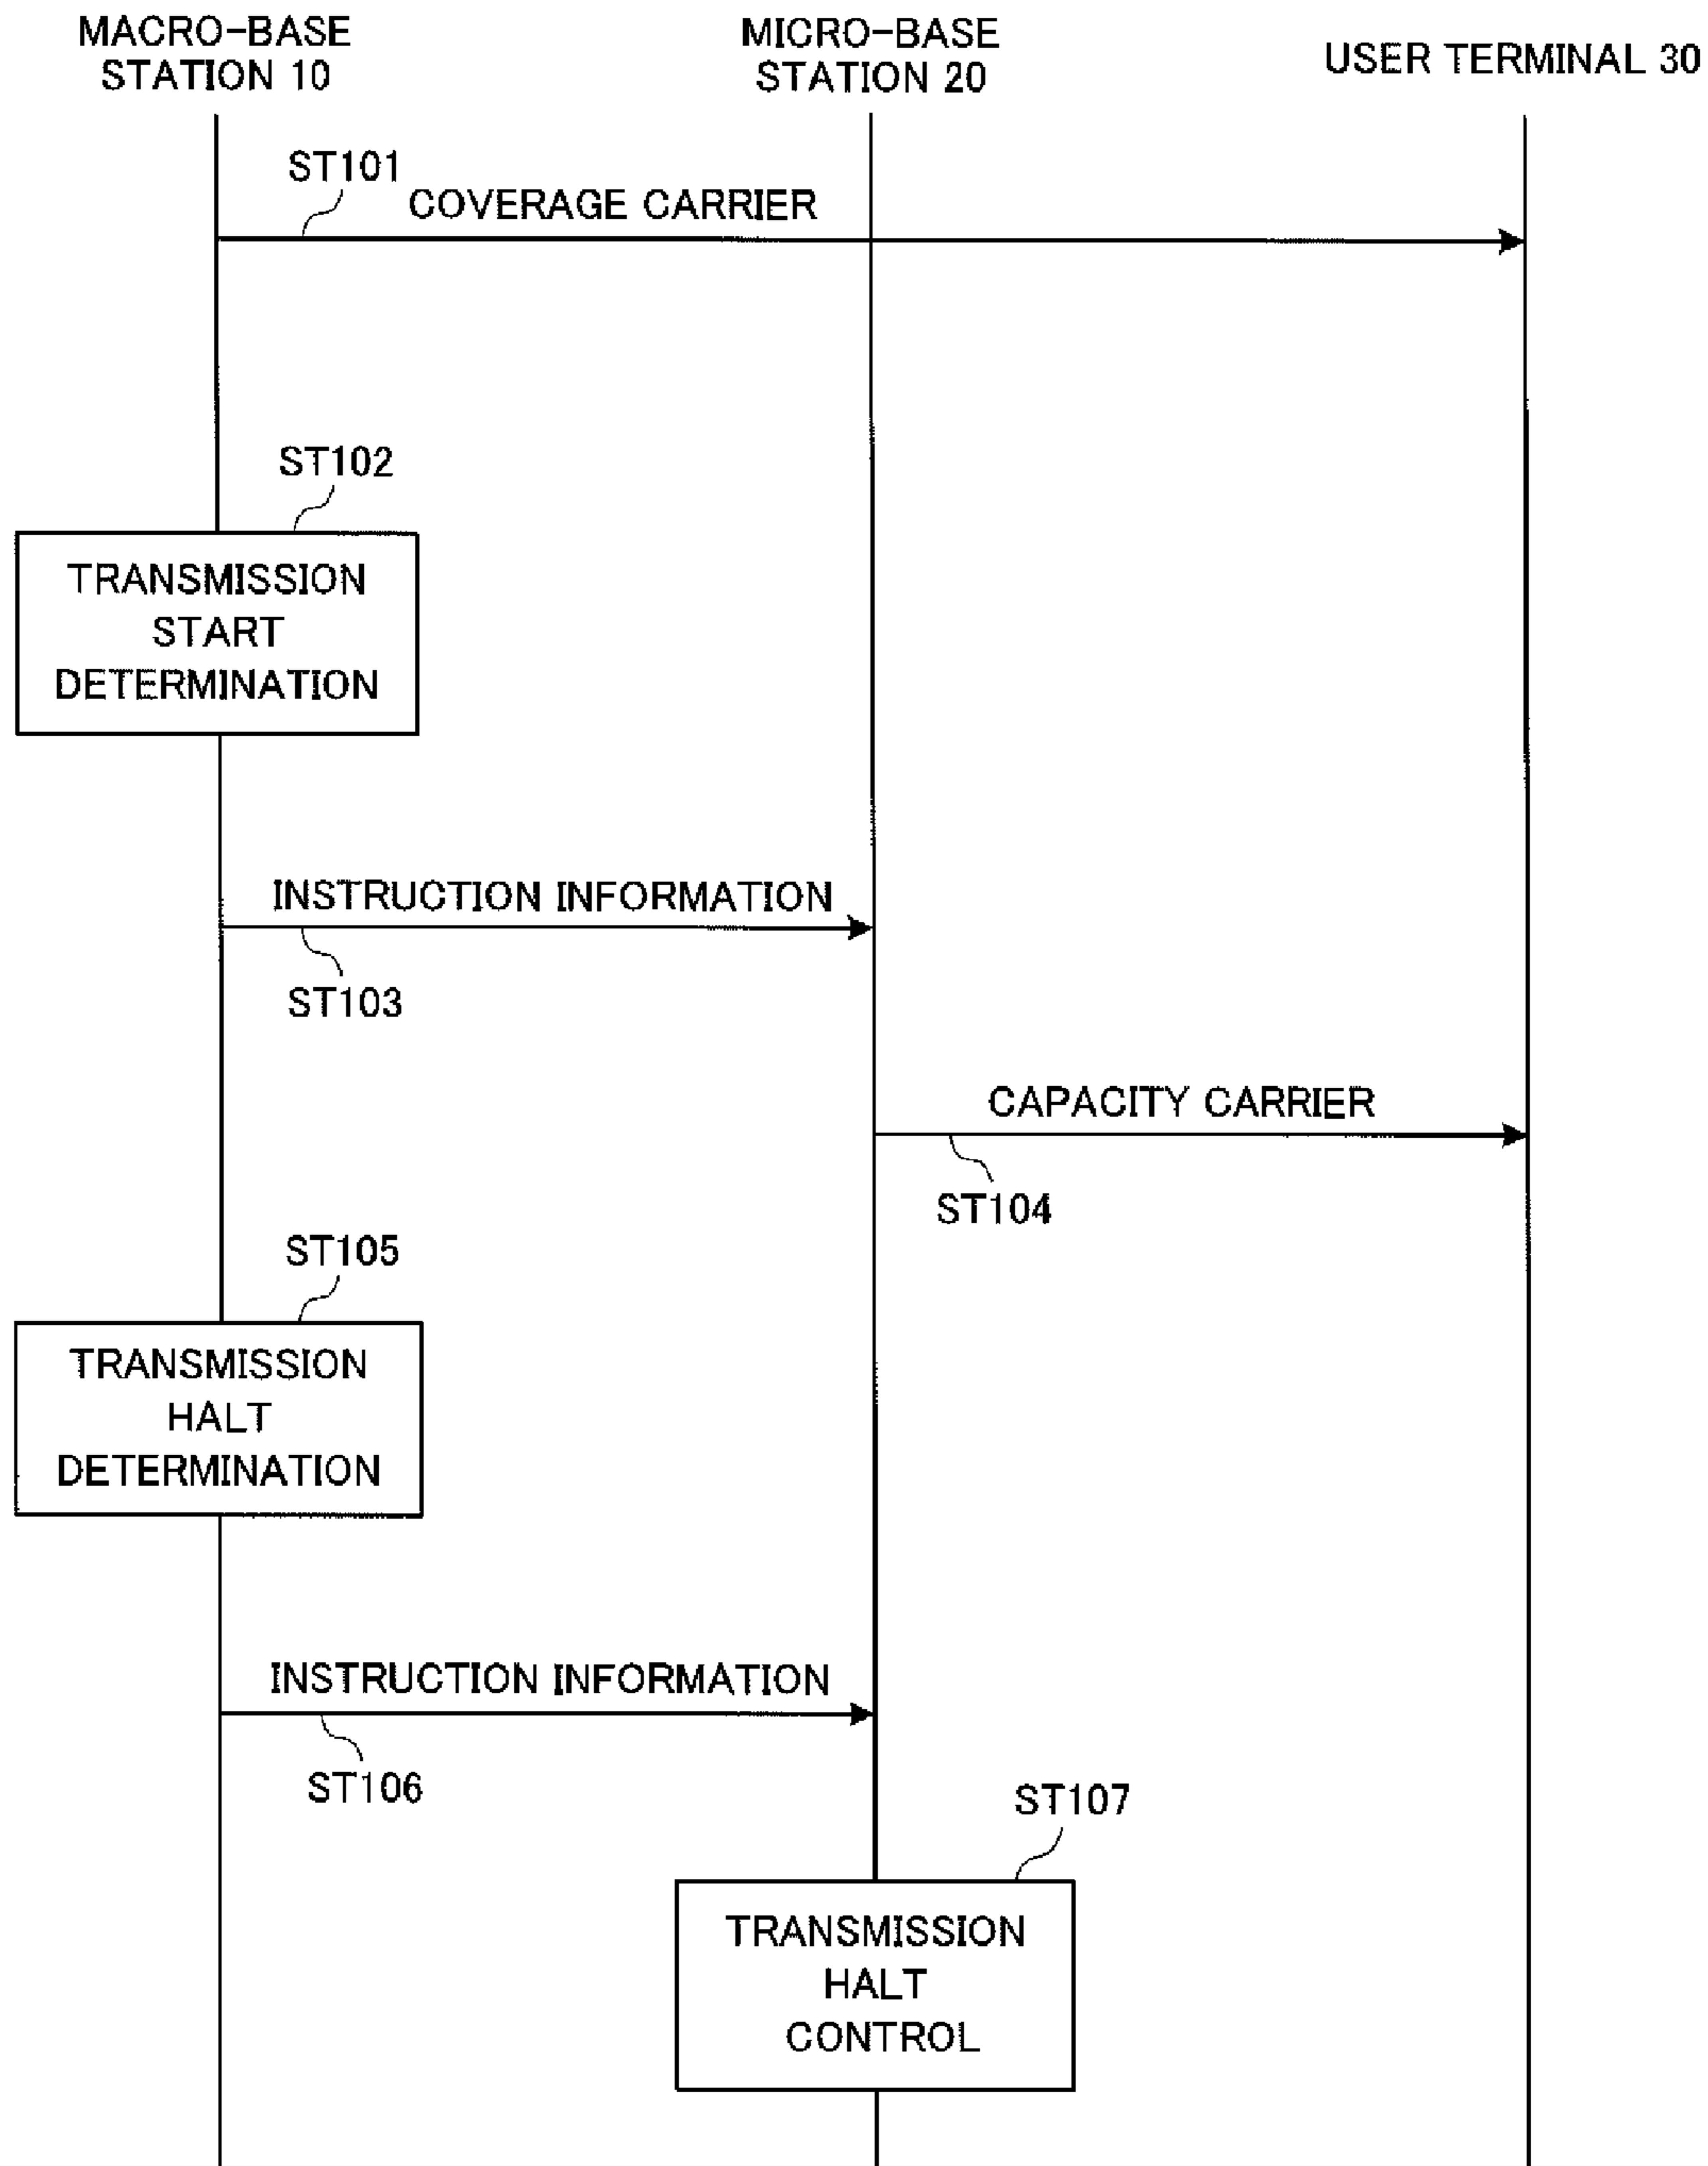 MACRO-BASE
STATION 10
MICRO-BASE
STATION 20
USER TERMINAL 30
ST101
COVERAGE CARRIER
ST102
TRANSMISSION
START
DETERMINATION
INSTRUCTION INFORMATION
ST103
CAPACITY CARRIER
ST104
ST105
TRANSMISSION
HALT
DETERMINATION
INSTRUCTION INFORMATION
ST106
ST107
TRANSMISSION
HALT
CONTROL